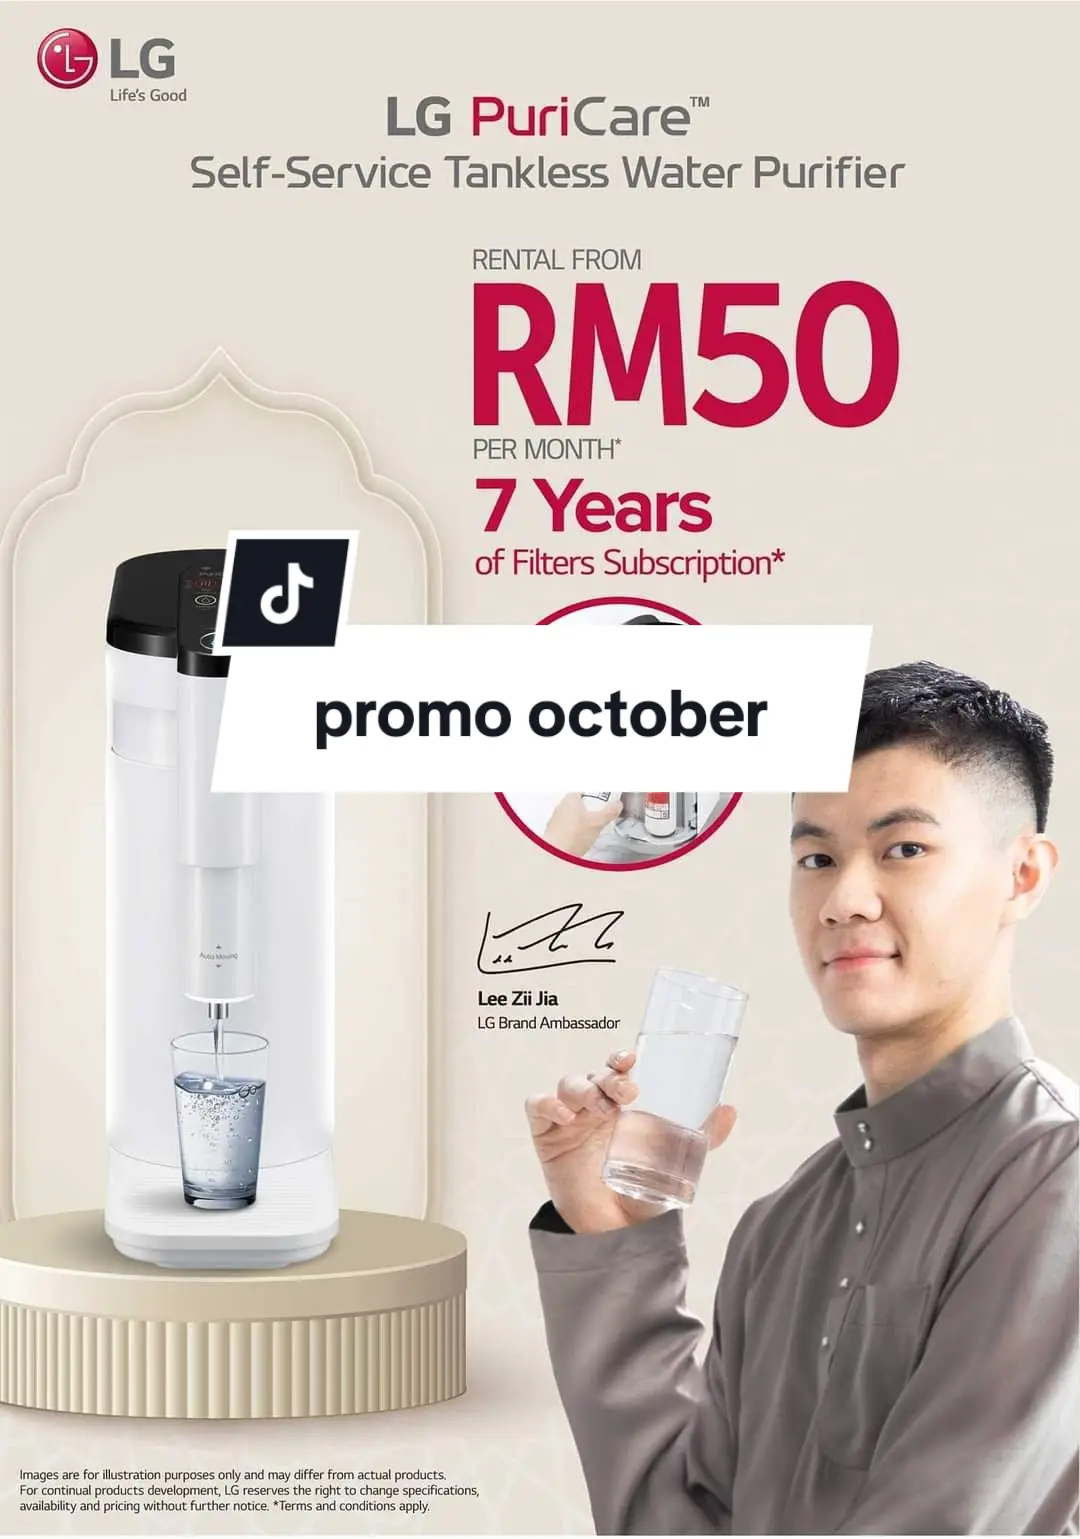 LG
Life's Good
LG PuriCare™
Self-Service Tankless Water Purifier
RENTAL FROM
RM50
PER MONTH*
7 Years
of Filters Subscription*
promo october
Auto Moving
Lee Zii Jia
LG Brand Ambassador
Images are for illustration purposes only and may differ from actual products.
For continual products development, LG reserves the right to change specifications,
availability and pricing without further notice. *Terms and conditions apply.